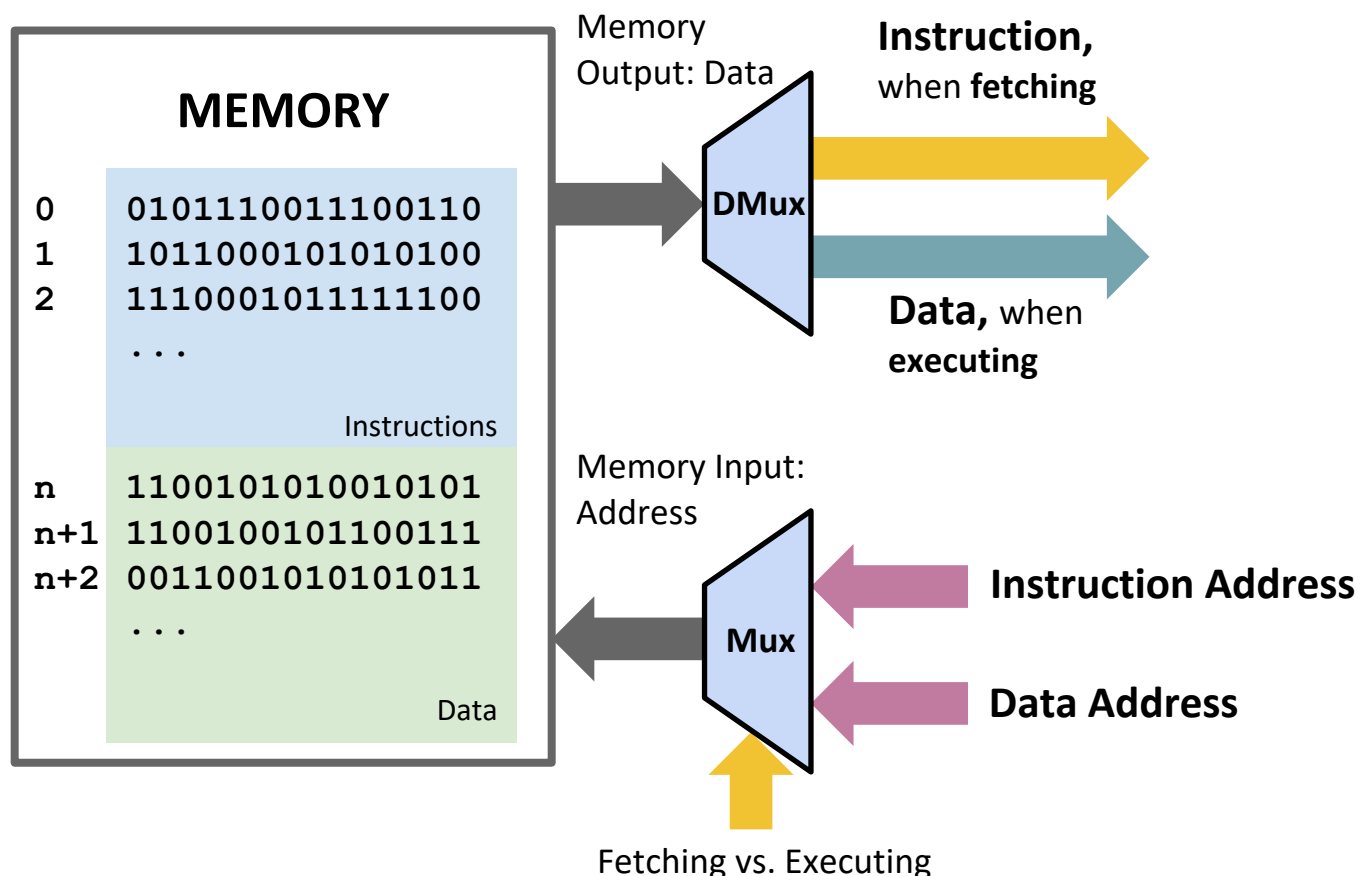 MEMORY
0 0101110011100110
1 1011000101010100
2 1110001011111100
...
Instructions
n 1100101010010101
n+1 1100100101100111
n+2 0011001010101011
...
Data
Memory
Output: Data
DMux
Instruction,
when fetching
Data, when
executing
Memory Input:
Address
Mux
Instruction Address
Data Address
Fetching vs. Executing